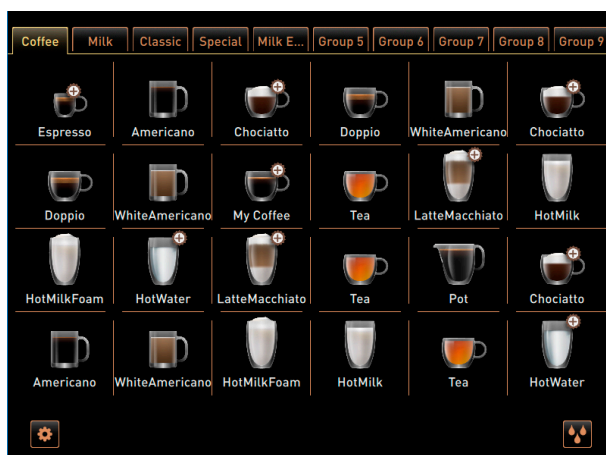 Coffee Milk Classic Special Milk E... Group 5 Group 6 Group 7 Group 8 Group 9
Espresso Americano Chociatto Doppio WhiteAmericano Chociatto
Doppio WhiteAmericano My Coffee Tea LatteMacchiato HotMilk
HotMilkFoam HotWater LatteMacchiato Tea Pot Chociatto
Americano WhiteAmericano HotMilkFoam HotMilk Tea HotWater